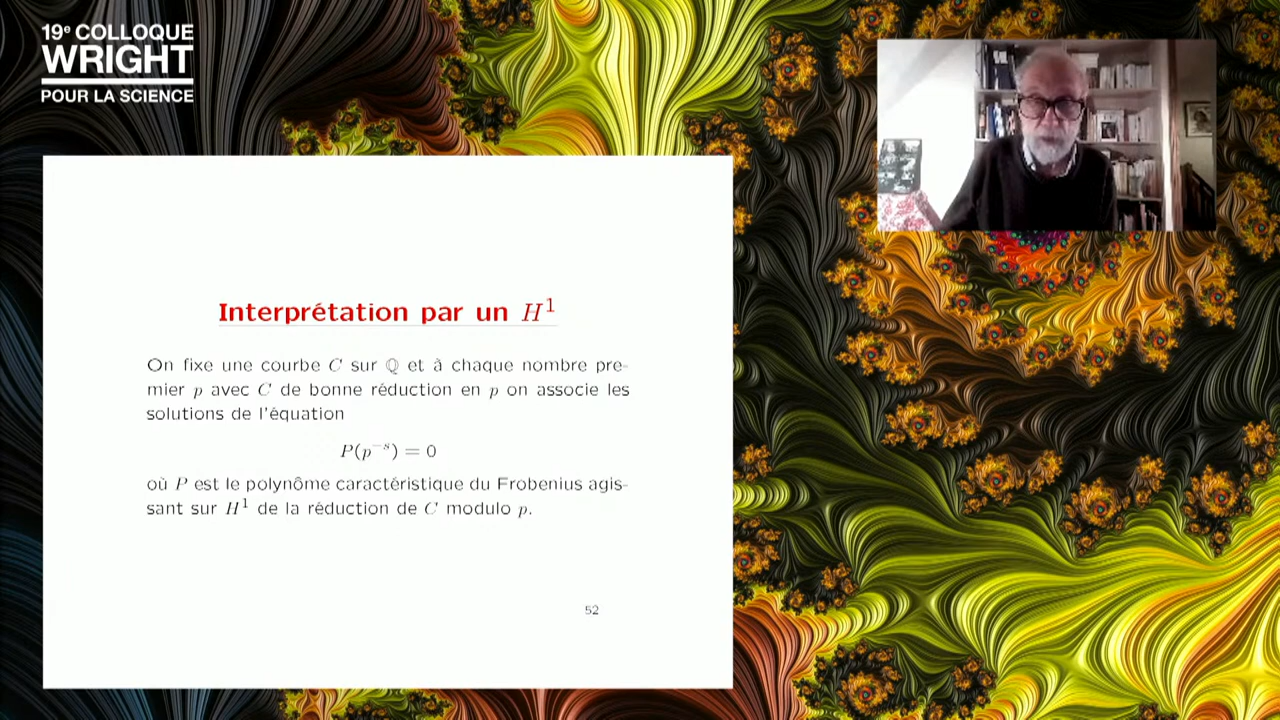 19e COLLOQUE
WRIGHT
POUR LA SCIENCE
Interprétation par un H¹
On fixe une courbe C sur ℚ et à chaque nombre pre-
mier p avec C de bonne réduction en p on associe les
solutions de l'équation
P(p⁻ˢ) = 0
où P est le polynôme caractéristique du Frobenius agis-
sant sur H¹ de la réduction de C modulo p.
52